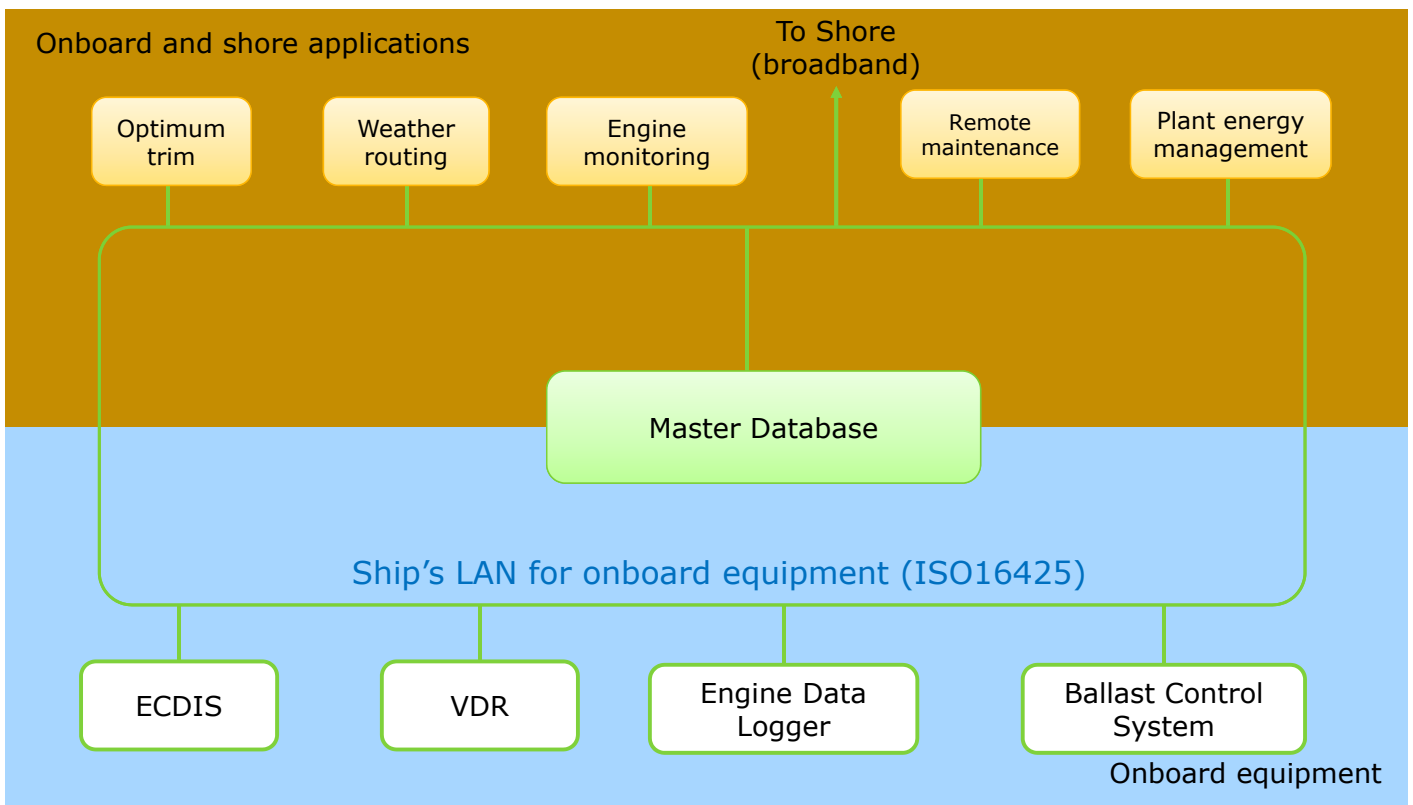 Onboard and shore applications
To Shore
(broadband)
Optimum
trim
Weather
routing
Engine
monitoring
Remote
maintenance
Plant energy
management
Master Database
Ship’s LAN for onboard equipment (ISO16425)
ECDIS
VDR
Engine Data
Logger
Ballast Control
System
Onboard equipment